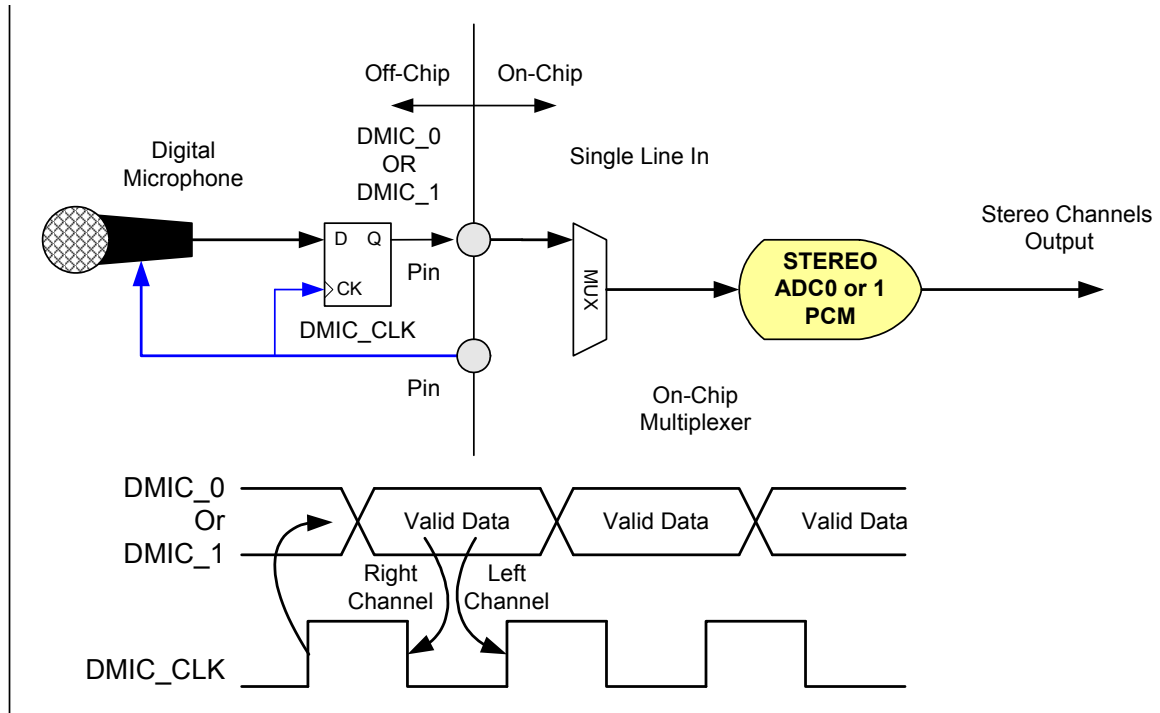 Off-Chip
On-Chip
DMIC_0
OR
DMIC_1
Single Line In
Digital
Microphone
Stereo Channels
Output
D Q
CK
Pin
MUX
STEREO
ADC0 or 1
PCM
DMIC_CLK
Pin
On-Chip
Multiplexer
DMIC_0
Or
DMIC_1
Valid Data
Valid Data
Valid Data
Right
Channel
Left
Channel
DMIC_CLK